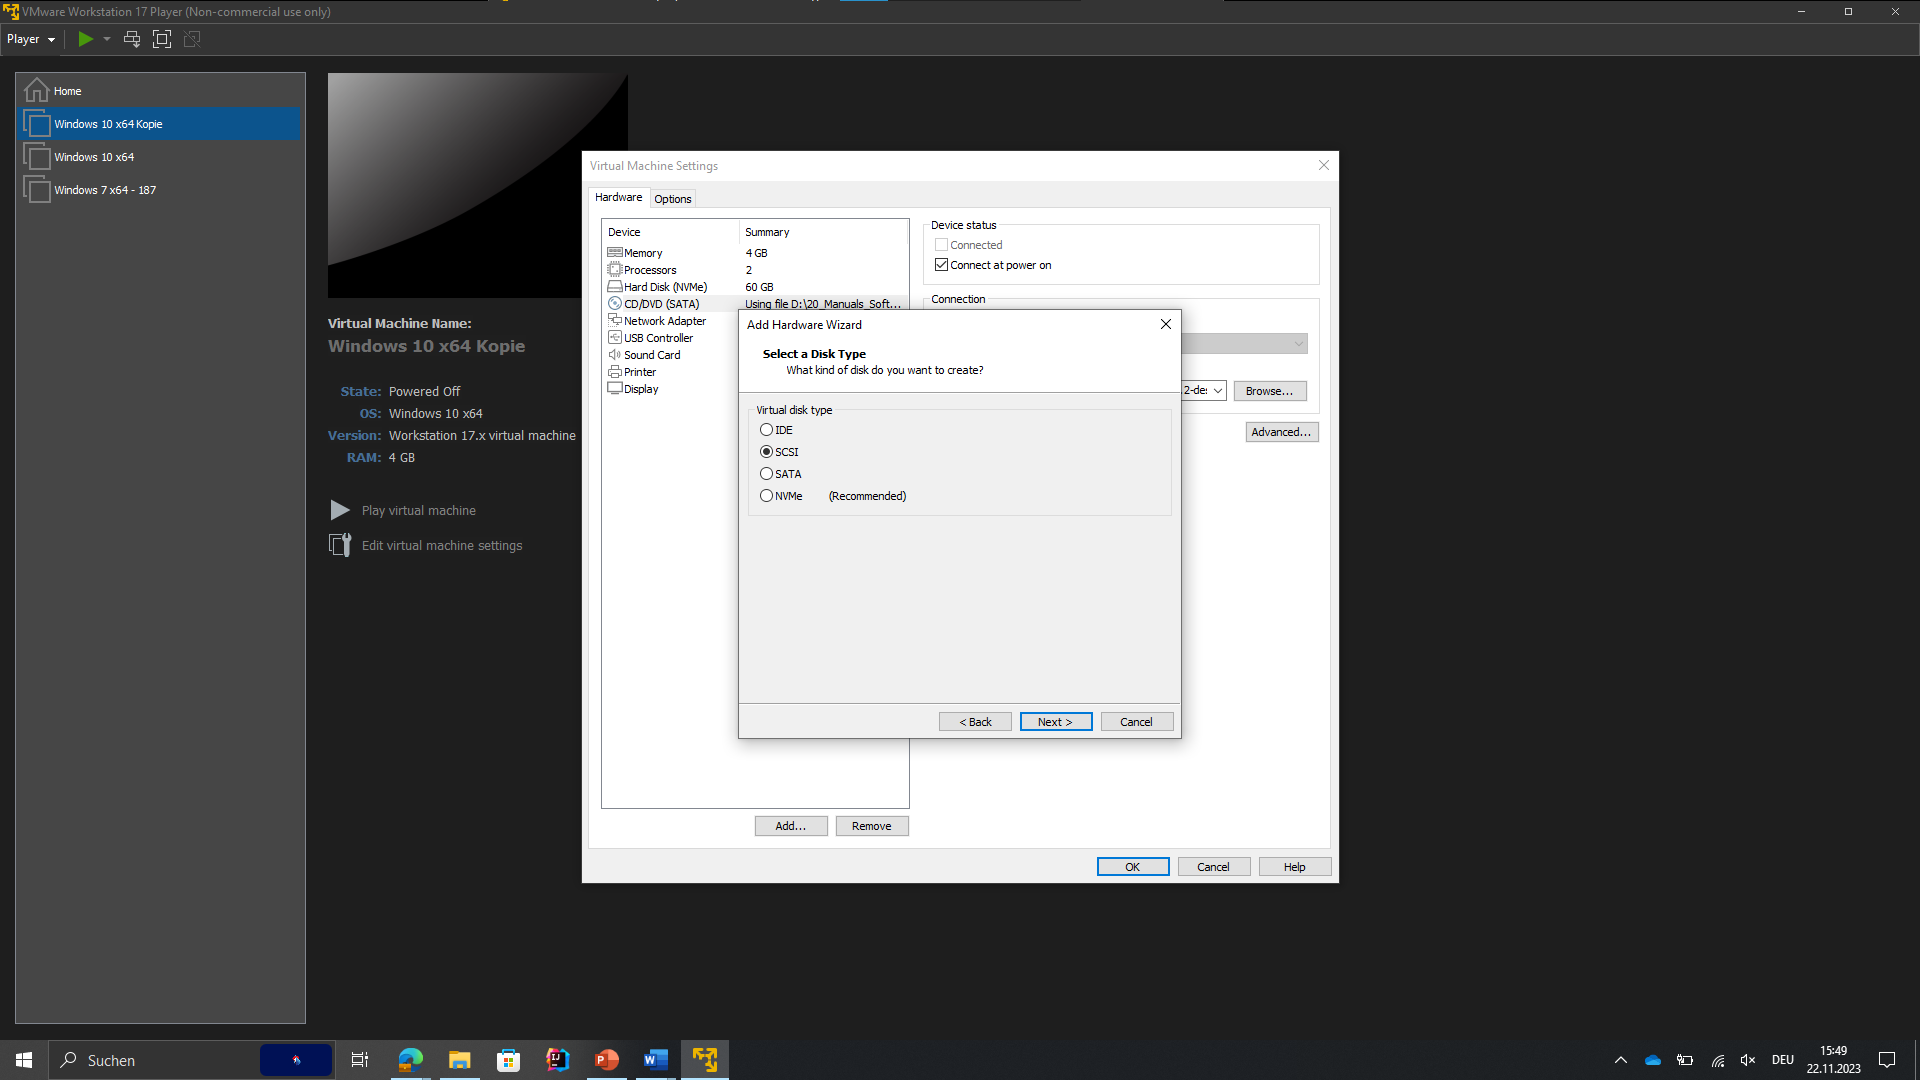 VMware Workstation 17 Player (Non-commercial use only)
Player
Home
Windows 10 x64 Kopie
Windows 10 x64
Windows 7 x64 - 187
Virtual Machine Name:
Windows 10 x64 Kopie
State: Powered Off
OS: Windows 10 x64
Version: Workstation 17.x virtual machine
RAM: 4 GB
Play virtual machine
Edit virtual machine settings
Virtual Machine Settings
Hardware Options
Device Summary
Memory 4 GB
Processors 2
Hard Disk (NVMe) 60 GB
CD/DVD (SATA) Using file D:\20_Manuals_Soft...
Network Adapter
USB Controller
Sound Card
Printer
Display
Device status
Connected
Connect at power on
Connection
2-de
Browse...
Advanced...
Add Hardware Wizard
Select a Disk Type
What kind of disk do you want to create?
Virtual disk type
IDE
SCSI
SATA
NVMe (Recommended)
< Back Next > Cancel
Add... Remove
OK Cancel Help
Suchen
DEU
15:49
22.11.2023